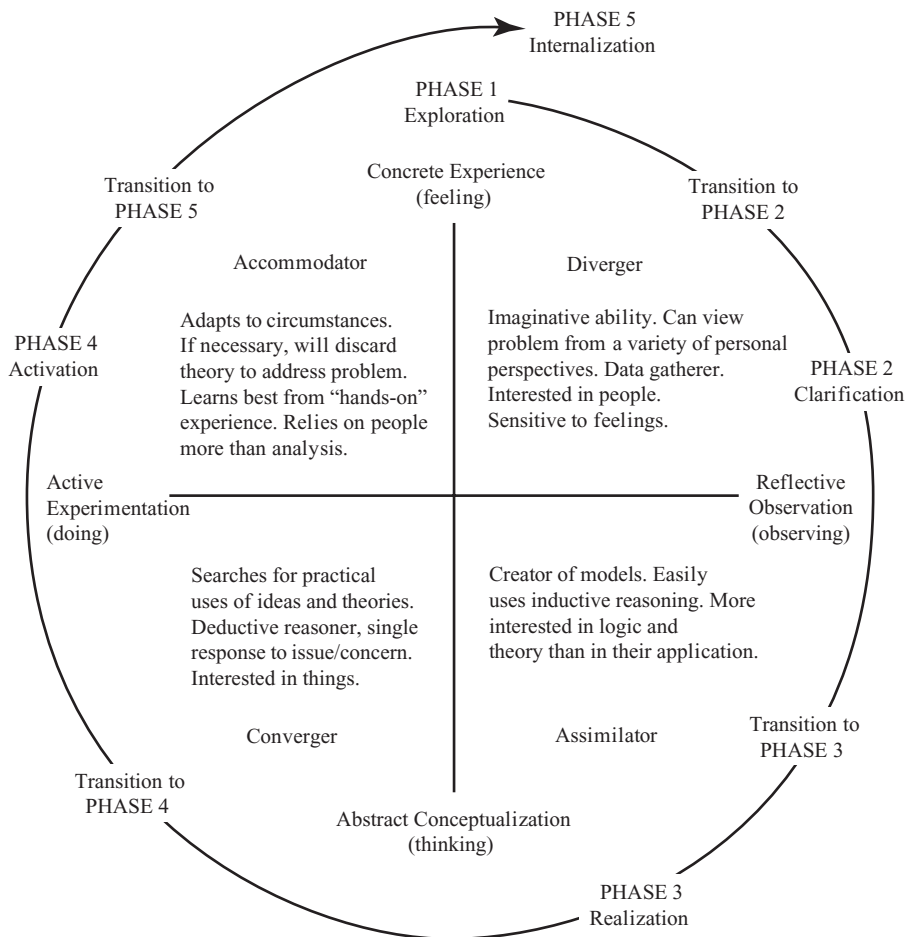 PHASE 5
Internalization
PHASE 1
Exploration
Concrete Experience
(feeling)
Transition to
PHASE 5
Transition to
PHASE 2
Accommodator
Diverger
Adapts to circumstances.
If necessary, will discard
theory to address problem.
Learns best from “hands-on”
experience. Relies on people
more than analysis.
Imaginative ability. Can view
problem from a variety of personal
perspectives. Data gatherer.
Interested in people.
Sensitive to feelings.
PHASE 4
Activation
PHASE 2
Clarification
Active
Experimentation
(doing)
Reflective
Observation
(observing)
Searches for practical
uses of ideas and theories.
Deductive reasoner, single
response to issue/concern.
Interested in things.
Creator of models. Easily
uses inductive reasoning. More
interested in logic and
theory than in their application.
Converger
Assimilator
Transition to
PHASE 3
Transition to
PHASE 4
Abstract Conceptualization
(thinking)
PHASE 3
Realization